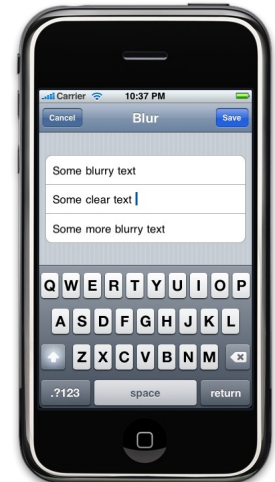 Carrier 10:37 PM
Cancel Blur Save
Some blurry text
Some clear text
Some more blurry text
Q W E R T Y U I O P
A S D F G H J K L
Z X C V B N M
.?123 space return